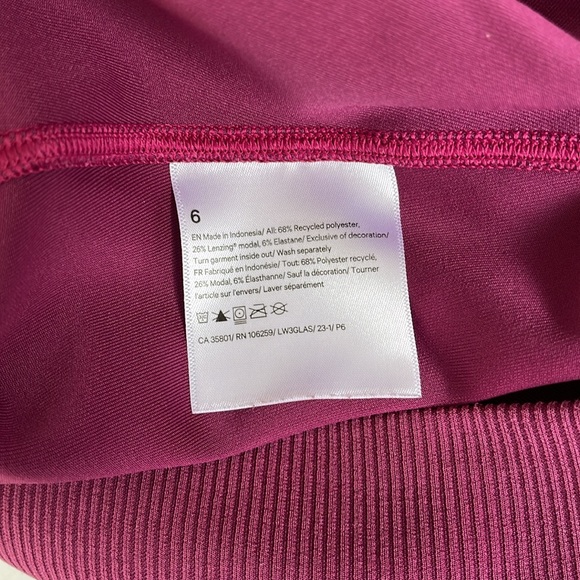 6
EN Made in Indonesia/ All: 68% Recycled polyester,
26% Lenzing® modal, 6% Elastane/ Exclusive of decoration/
Turn garment inside out/ Wash separately
FR Fabriqué en Indonésie/ Tout: 68% Polyester recyclé,
26% Modal, 6% Élasthanne/ Sauf la décoration/ Tourner
l'article sur l'envers/ Laver séparément
CA 35801/ RN 106259/ LW3GLAS/ 23-1/ P6